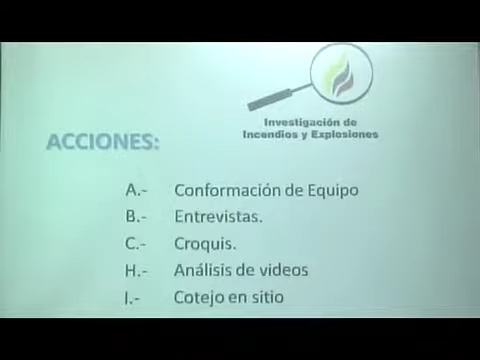 Investigación de
Incendios y Explosiones
ACCIONES:
A.- Conformación de Equipo
B.- Entrevistas.
C.- Croquis.
H.- Análisis de videos
I.- Cotejo en sitio